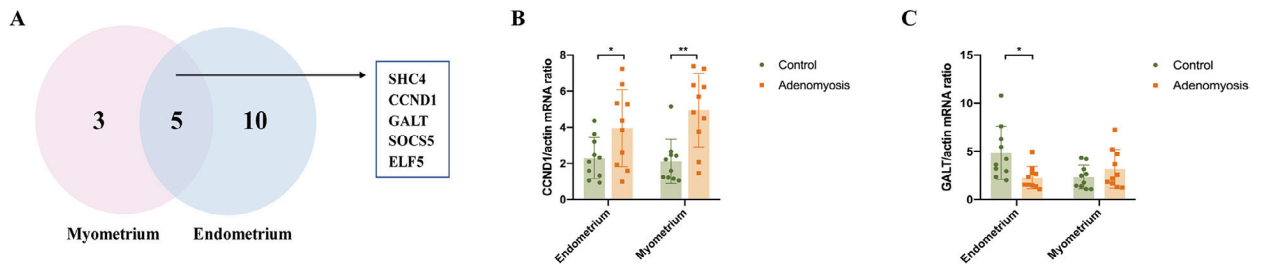 A
3
5
10
Myometrium
Endometrium
SHC4
CCND1
GALT
SOCS5
ELF5
B
CCND1/actin mRNA ratio
8
6
4
2
0
*
**
Endometrium
Myometrium
Control
Adenomyosis
C
GALT/actin mRNA ratio
15
10
5
0
*
Endometrium
Myometrium
Control
Adenomyosis